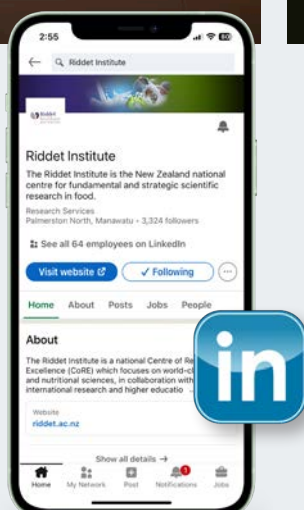 2:55
Riddet Institute
Riddet
Riddet Institute
The Riddet Institute is the New Zealand national
centre for fundamental and strategic scientific
research in food.
Research Services
Palmerston North, Manawatu • 3,324 followers
See all 64 employees on LinkedIn
Visit website
✓ Following
Home About Posts Jobs People
About
The Riddet Institute is a national Centre of Re
Excellence (CoRE) which focuses on world-cl
and nutritional sciences, in collaboration with
international research and higher educatio ...
Website
riddet.ac.nz
Show all details →
1
Home My Network Post Notifications Jobs
in